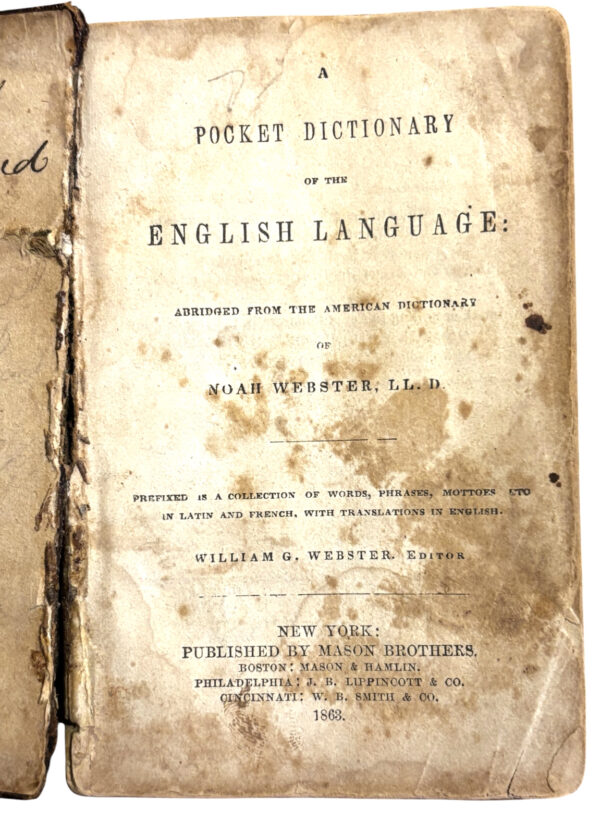 A
POCKET DICTIONARY
OF THE
ENGLISH LANGUAGE:
ABRIDGED FROM THE AMERICAN DICTIONARY
OF
NOAH WEBSTER, LL. D.
PREFIXED IS A COLLECTION OF WORDS, PHRASES, MOTTOES ETC
IN LATIN AND FRENCH, WITH TRANSLATIONS IN ENGLISH.
WILLIAM G. WEBSTER. EDITOR
NEW YORK:
PUBLISHED BY MASON BROTHERS,
BOSTON: MASON & HAMLIN.
PHILADELPHIA: J. B. LIPPINCOTT & CO.
CINCINNATI: W. B. SMITH & CO.
1863.